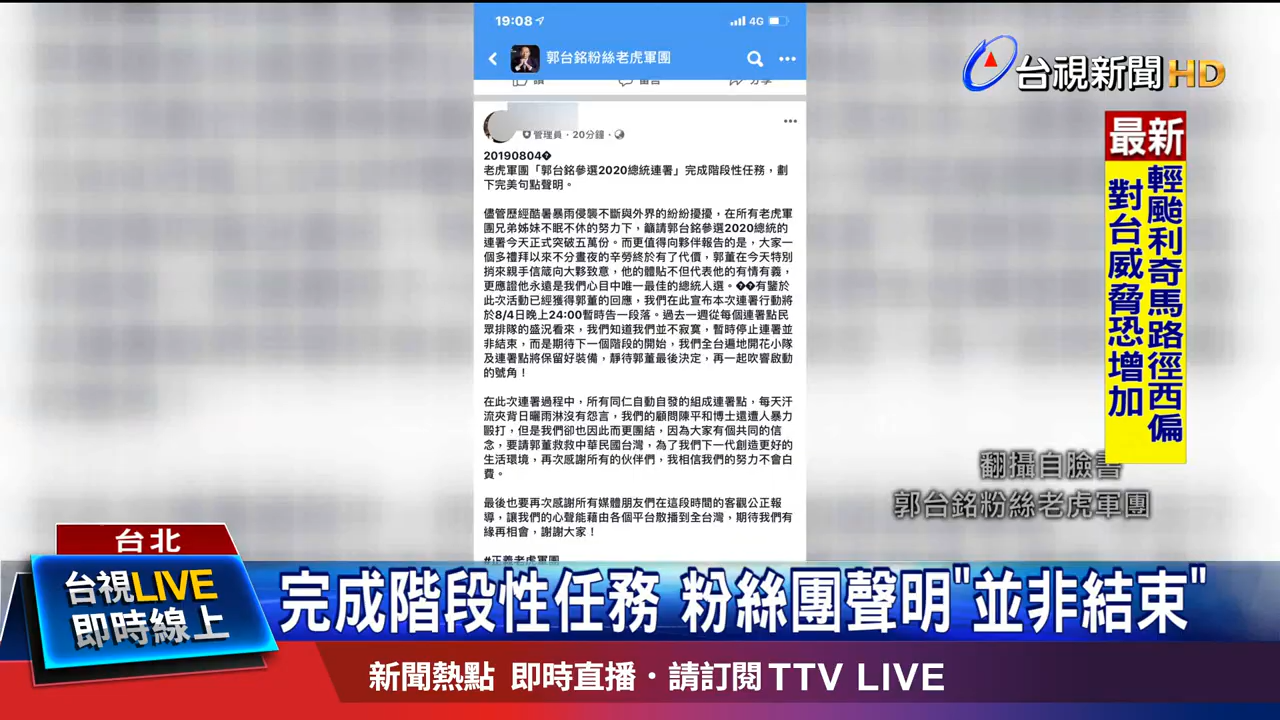 19:08
4G
郭台銘粉絲老虎軍團
讚 留言 分享
管理員·20分鐘·
20190804�
老虎軍團「郭台銘參選2020總統連署」完成階段性任務，劃
下完美句點聲明。
儘管歷經酷暑暴雨侵襲不斷與外界的紛紛擾擾，在所有老虎軍
團兄弟姊妹不眠不休的努力下，籲請郭台銘參選2020總統的
連署今天正式突破五萬份。而更值得向夥伴報告的是，大家一
個多禮拜以來不分晝夜的辛勞終於有了代價，郭董在今天特別
捎來親手信箴向大夥致意，他的體貼不但代表他的有情有義，
更應證他永遠是我們心目中唯一最佳的總統人選。��有鑒於
此次活動已經獲得郭董的回應，我們在此宣布本次連署行動將
於8/4日晚上24:00暫時告一段落。過去一週從每個連署點民
眾排隊的盛況看來，我們知道我們並不寂寞，暫時停止連署並
非結束，而是期待下一個階段的開始，我們全台遍地開花小隊
及連署點將保留好裝備，靜待郭董最後決定，再一起吹響啟動
的號角！
在此次連署過程中，所有同仁自動自發的組成連署點，每天汗
流夾背日曬雨淋沒有怨言，我們的顧問陳平和博士還遭人暴力
毆打，但是我們卻也因此而更團結，因為大家有個共同的信
念，要請郭董救救中華民國台灣，為了我們下一代創造更好的
生活環境，再次感謝所有的伙伴們，我相信我們的努力不會白
費。
最後也要再次感謝所有媒體朋友們在這段時間的客觀公正報
導，讓我們的心聲能藉由各個平台散播到全台灣，期待我們有
緣再相會，謝謝大家！
#正義老虎軍團
台視新聞HD
最新
輕颱利奇馬路徑西偏
對台威脅恐增加
翻攝自臉書
郭台銘粉絲老虎軍團
台北
台視LIVE
即時線上
完成階段性任務 粉絲團聲明"並非結束"
新聞熱點 即時直播·請訂閱TTV LIVE